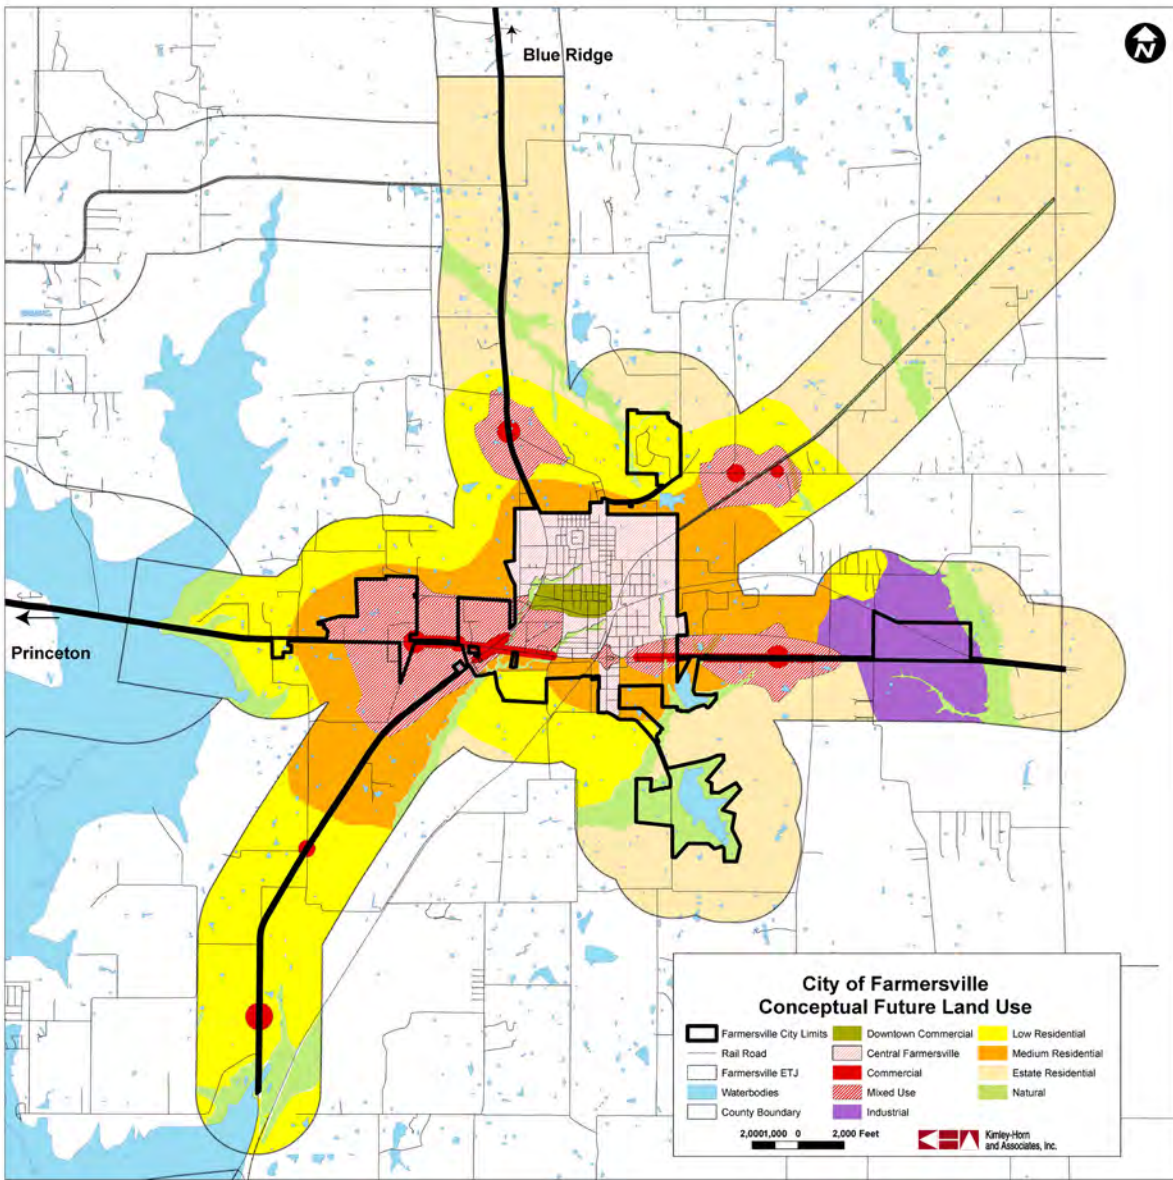 Blue Ridge
N
Princeton
City of Farmersville
Conceptual Future Land Use
Farmersville City Limits
Rail Road
Farmersville ETJ
Waterbodies
County Boundary
Downtown Commercial
Central Farmersville
Commercial
Mixed Use
Industrial
Low Residential
Medium Residential
Estate Residential
Natural
2,0001,000 0 2,000 Feet
Kimley-Horn
and Associates, Inc.